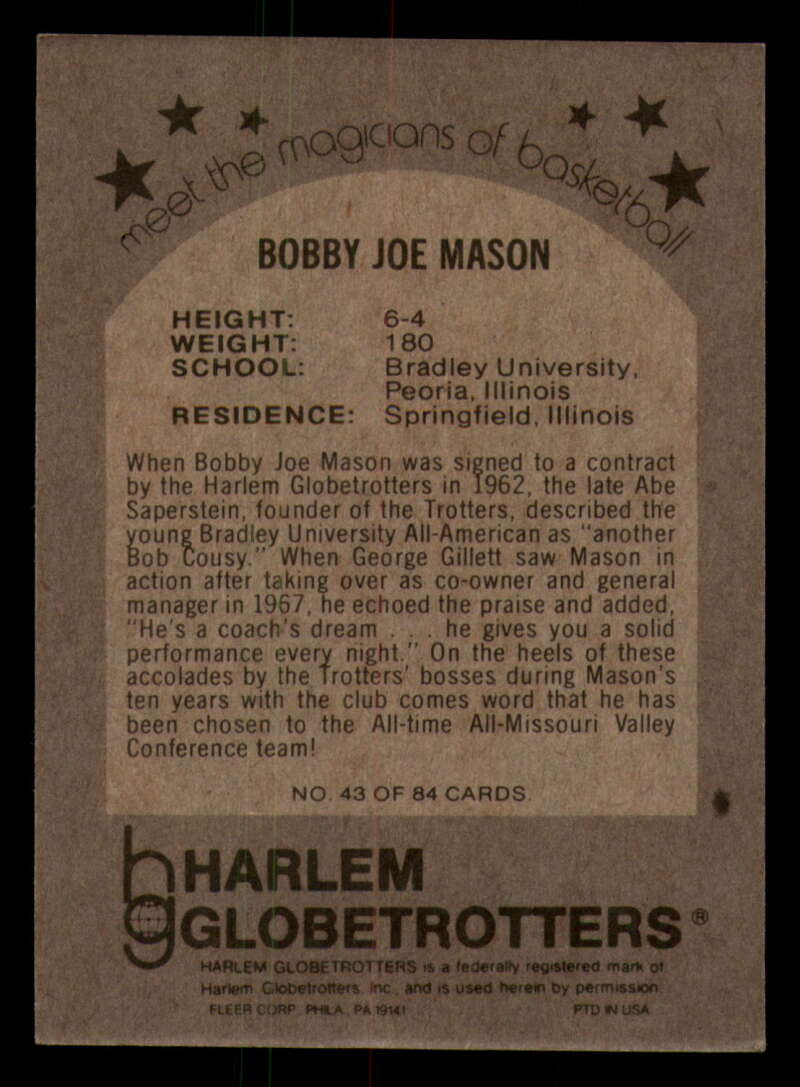 meet the magicians of basketball
BOBBY JOE MASON
HEIGHT: 6-4
WEIGHT: 180
SCHOOL: Bradley University,
Peoria, Illinois
RESIDENCE: Springfield, Illinois
When Bobby Joe Mason was signed to a contract
by the Harlem Globetrotters in 1962, the late Abe
Saperstein, founder of the Trotters, described the
young Bradley University All-American as "another
Bob Cousy." When George Gillett saw Mason in
action after taking over as co-owner and general
manager in 1967, he echoed the praise and added,
"He's a coach's dream . . . he gives you a solid
performance every night." On the heels of these
accolades by the Trotters' bosses during Mason's
ten years with the club comes word that he has
been chosen to the All-time All-Missouri Valley
Conference team!
NO. 43 OF 84 CARDS.
hg HARLEM
GLOBETROTTERS®
HARLEM GLOBETROTTERS is a federally registered mark of
Harlem Globetrotters, Inc., and is used herein by permission.
FLEER CORP. PHILA., PA 19141 PTD IN USA